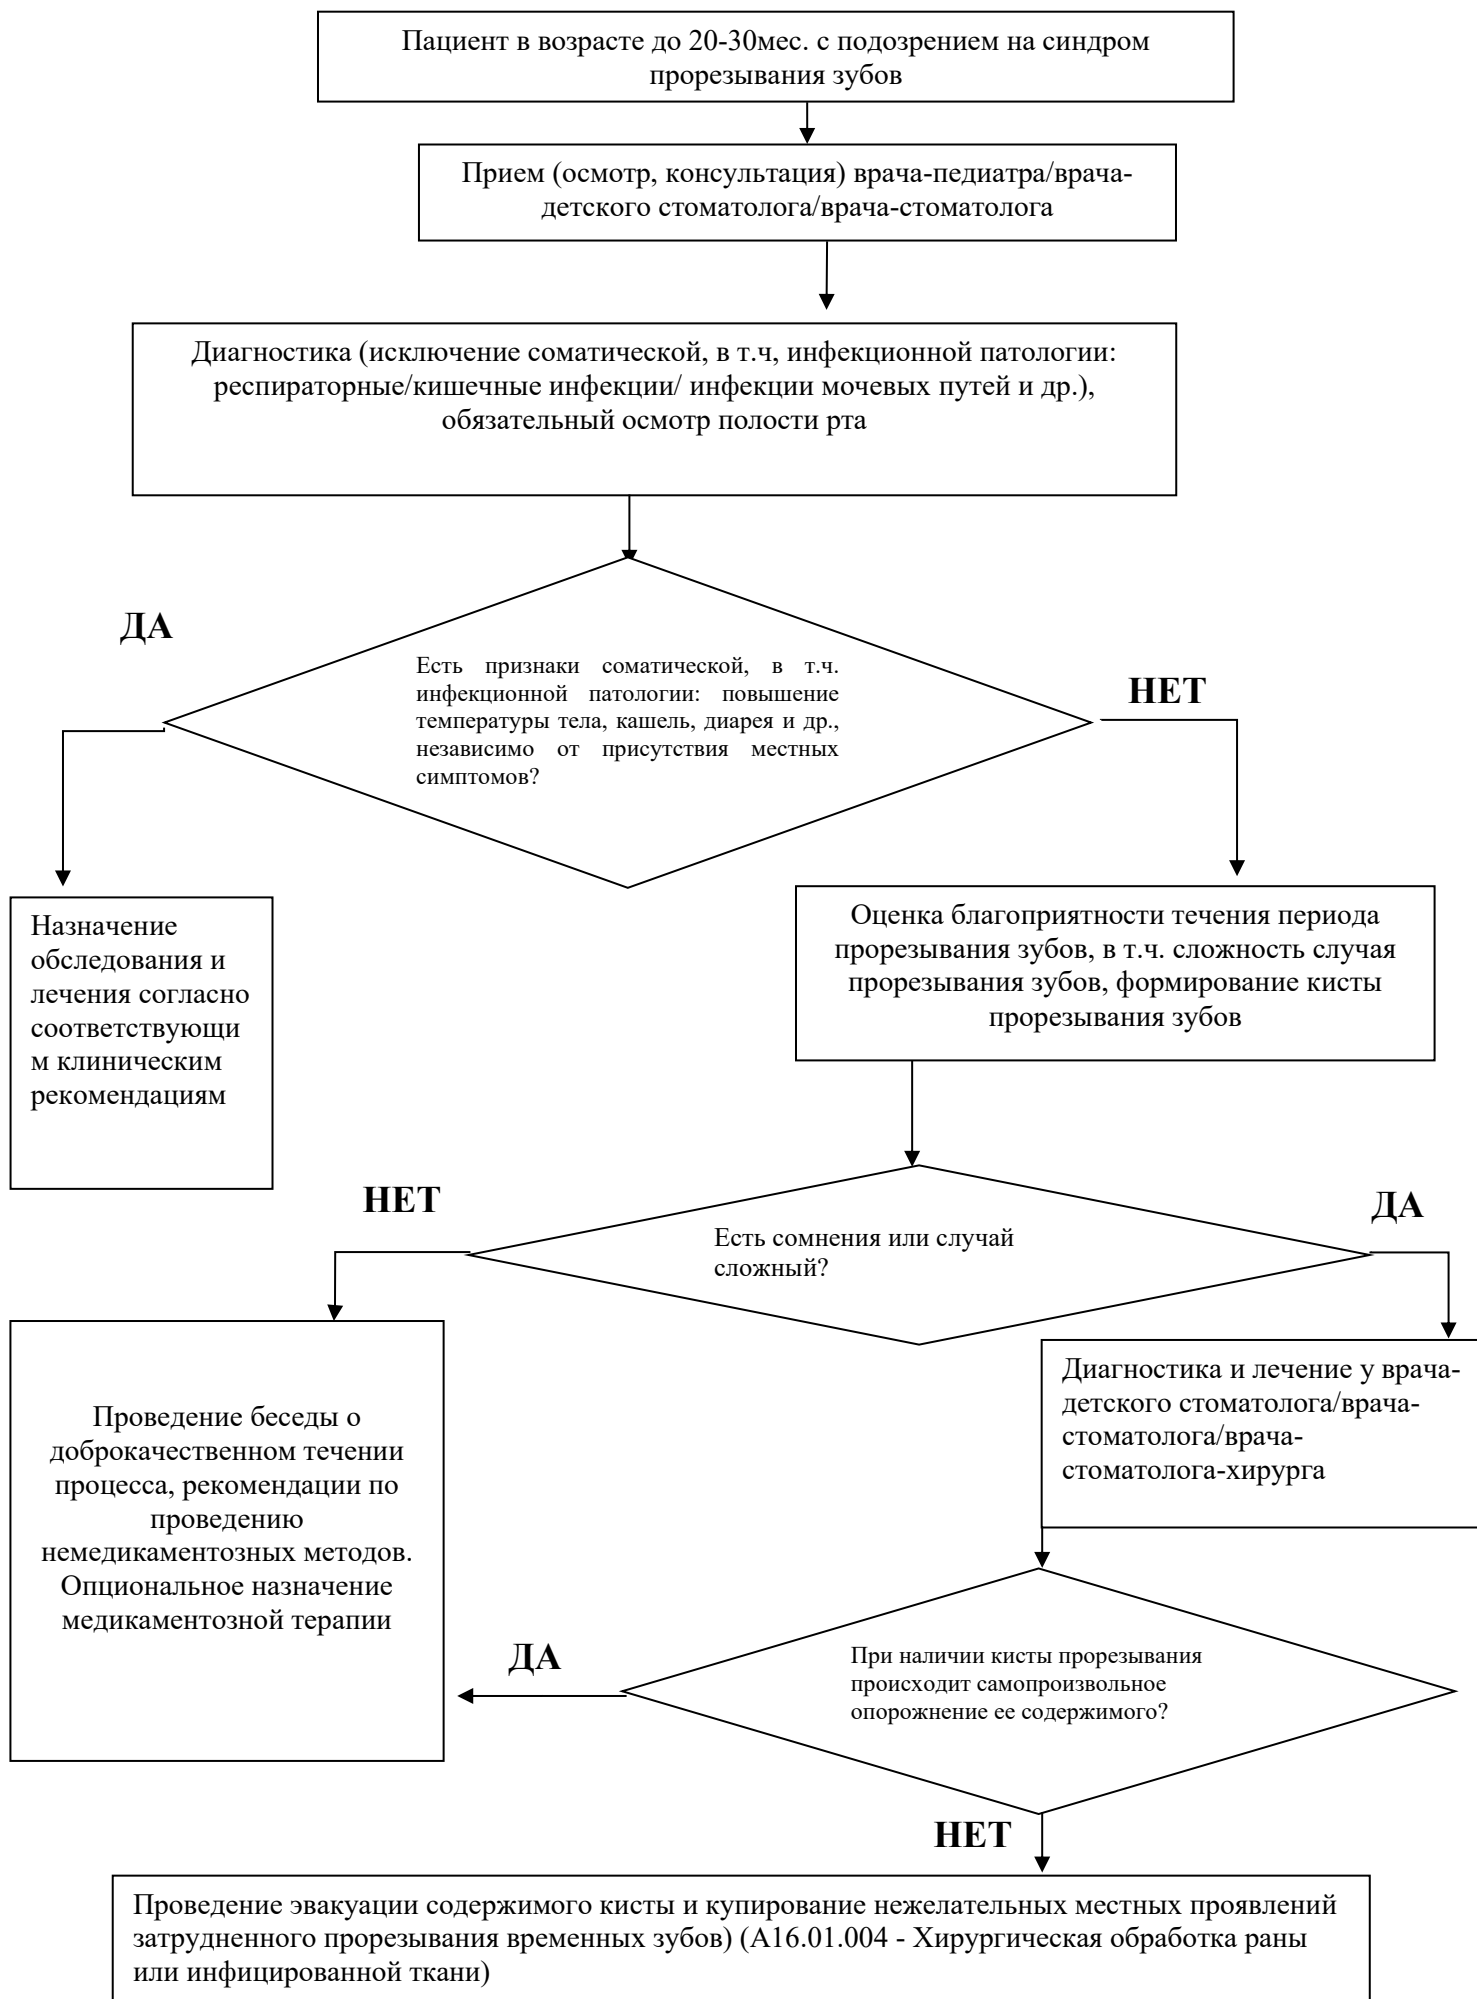 Пациент в возрасте до 20-30мес. с подозрением на синдром
прорезывания зубов
Прием (осмотр, консультация) врача-педиатра/врача-
детского стоматолога/врача-стоматолога
Диагностика (исключение соматической, в т.ч, инфекционной патологии:
респираторные/кишечные инфекции/ инфекции мочевых путей и др.),
обязательный осмотр полости рта
ДА
Есть признаки соматической, в т.ч.
инфекционной патологии: повышение
температуры тела, кашель, диарея и др.,
независимо от присутствия местных
симптомов?
НЕТ
Назначение
обследования и
лечения согласно
соответствующи
м клиническим
рекомендациям
Оценка благоприятности течения периода
прорезывания зубов, в т.ч. сложность случая
прорезывания зубов, формирование кисты
прорезывания зубов
НЕТ
Есть сомнения или случай
сложный?
ДА
Проведение беседы о
доброкачественном течении
процесса, рекомендации по
проведению
немедикаментозных методов.
Опциональное назначение
медикаментозной терапии
Диагностика и лечение у врача-
детского стоматолога/врача-
стоматолога/врача-
стоматолога-хирурга
ДА
При наличии кисты прорезывания
происходит самопроизвольное
опорожнение ее содержимого?
НЕТ
Проведение эвакуации содержимого кисты и купирование нежелательных местных проявлений
затрудненного прорезывания временных зубов) (A16.01.004 - Хирургическая обработка раны
или инфицированной ткани)